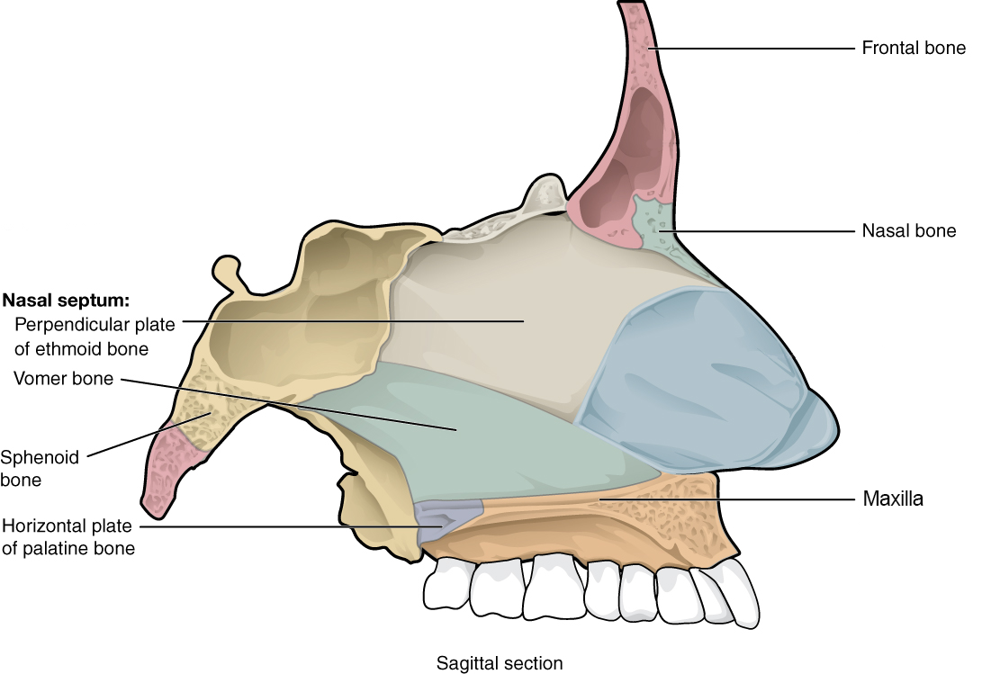 Frontal bone
Nasal bone
Nasal septum:
Perpendicular plate
of ethmoid bone
Vomer bone
Sphenoid
bone
Horizontal plate
of palatine bone
Maxilla
Sagittal section